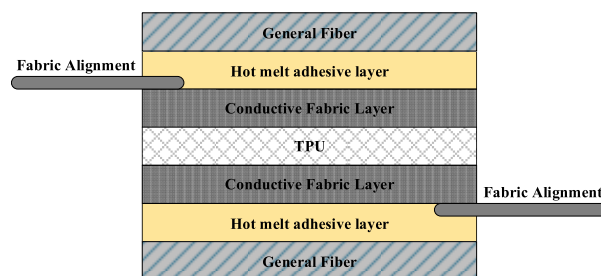 General Fiber
Fabric Alignment
Hot melt adhesive layer
Conductive Fabric Layer
TPU
Conductive Fabric Layer
Fabric Alignment
Hot melt adhesive layer
General Fiber